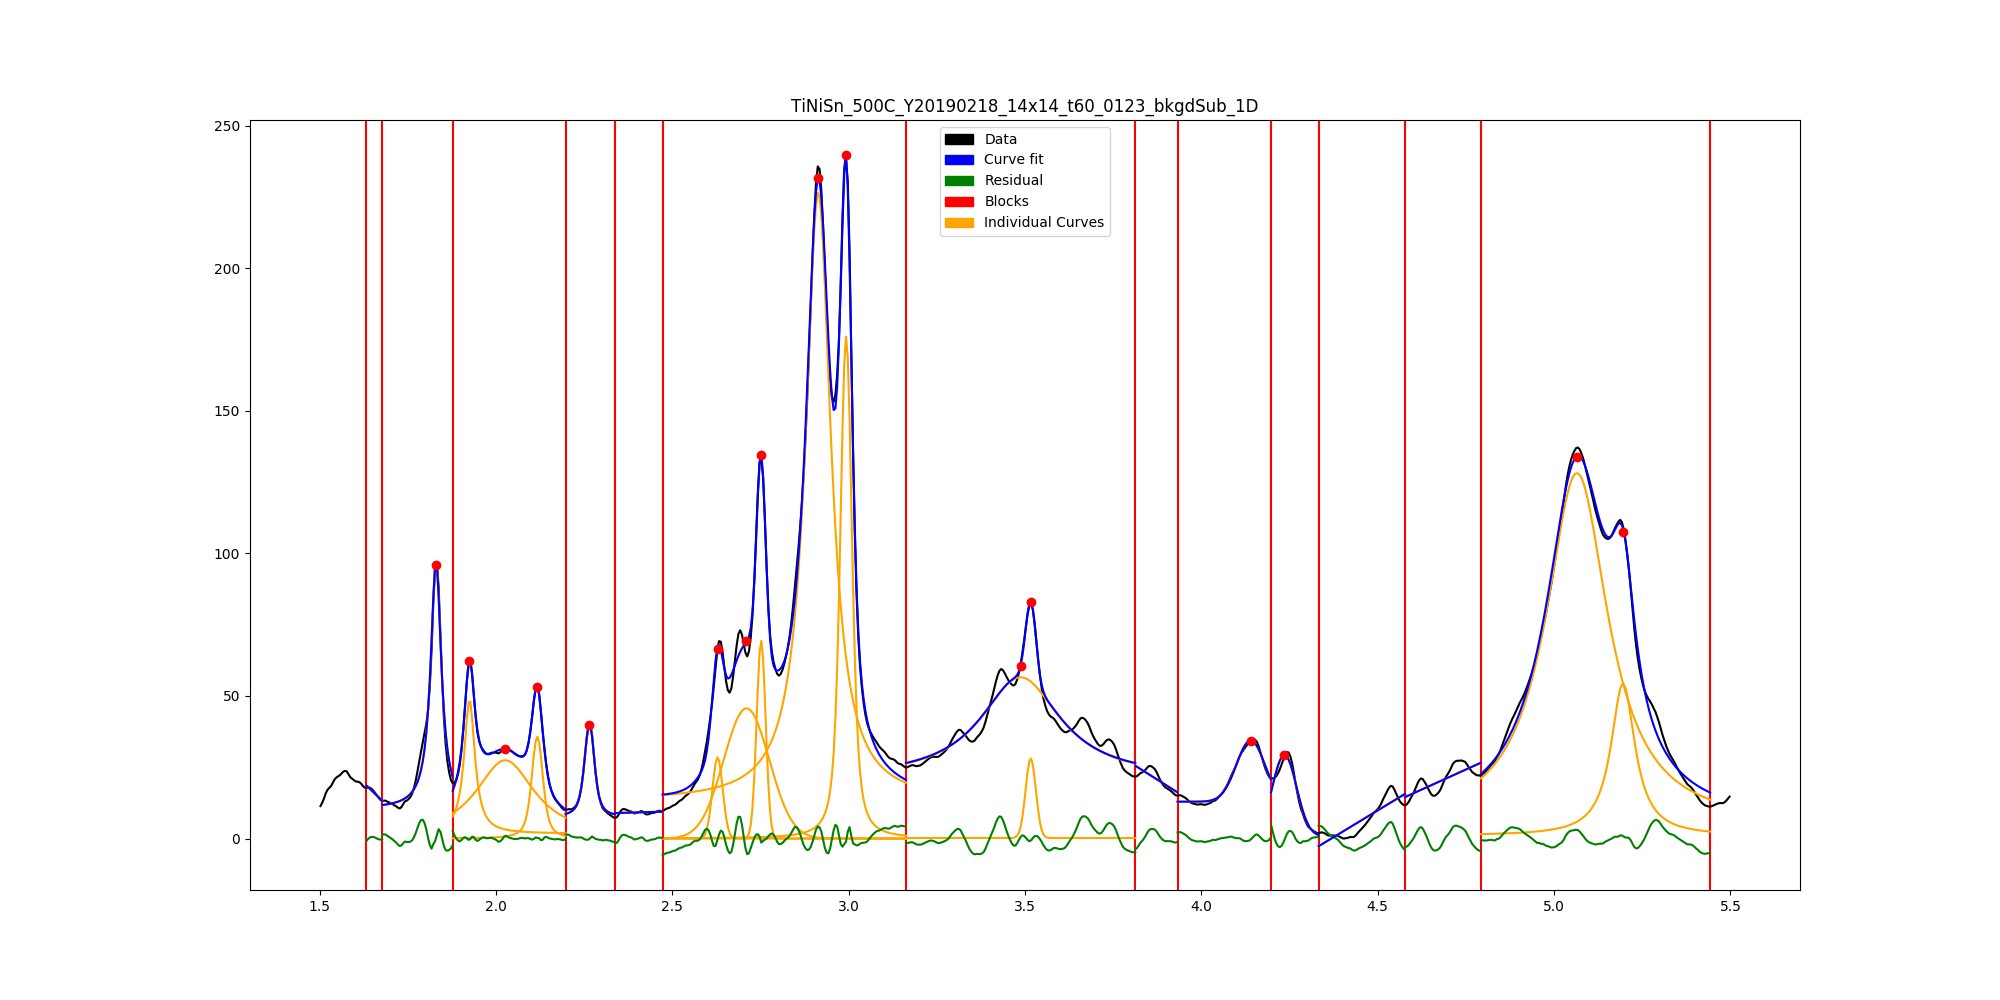 TiNiSn_500C_Y20190218_14x14_t60_0123_bkgdSub_1D
250
200
150
100
50
0
Data
Curve fit
Residual
Blocks
Individual Curves
1.5 2.0 2.5 3.0 3.5 4.0 4.5 5.0 5.5